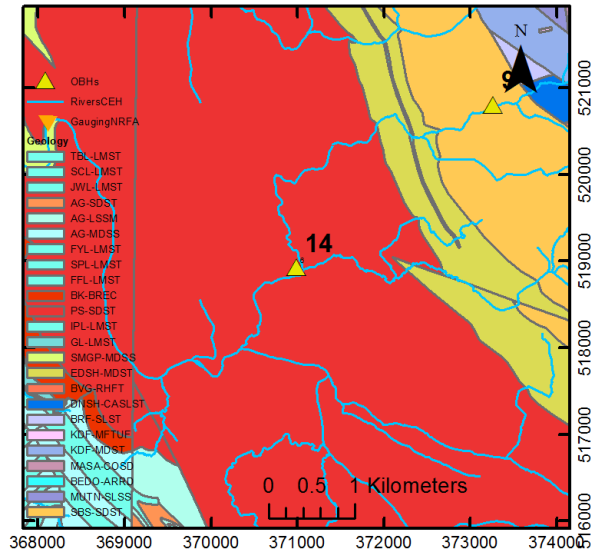 N
9
OBHs
RiversCEH
GaugingNRFA
Geology
TBL-LMST
SCL-LMST
JWL-LMST
AG-SDST
AG-LSSM
AG-MDSS
FYL-LMST
SPL-LMST
FFL-LMST
BK-BREC
PS-SDST
IPL-LMST
GL-LMST
SMGP-MDSS
EDSH-MDST
BVG-RHFT
DNSH-CASLST
BRF-SLST
KDF-MFTUF
KDF-MDST
MASA-COSD
BEDO-ARRD
MUTN-SLSS
SBS-SDST
14
0 0.5 1 Kilometers
521000
520000
519000
518000
517000
516000
368000 369000 370000 371000 372000 373000 374000